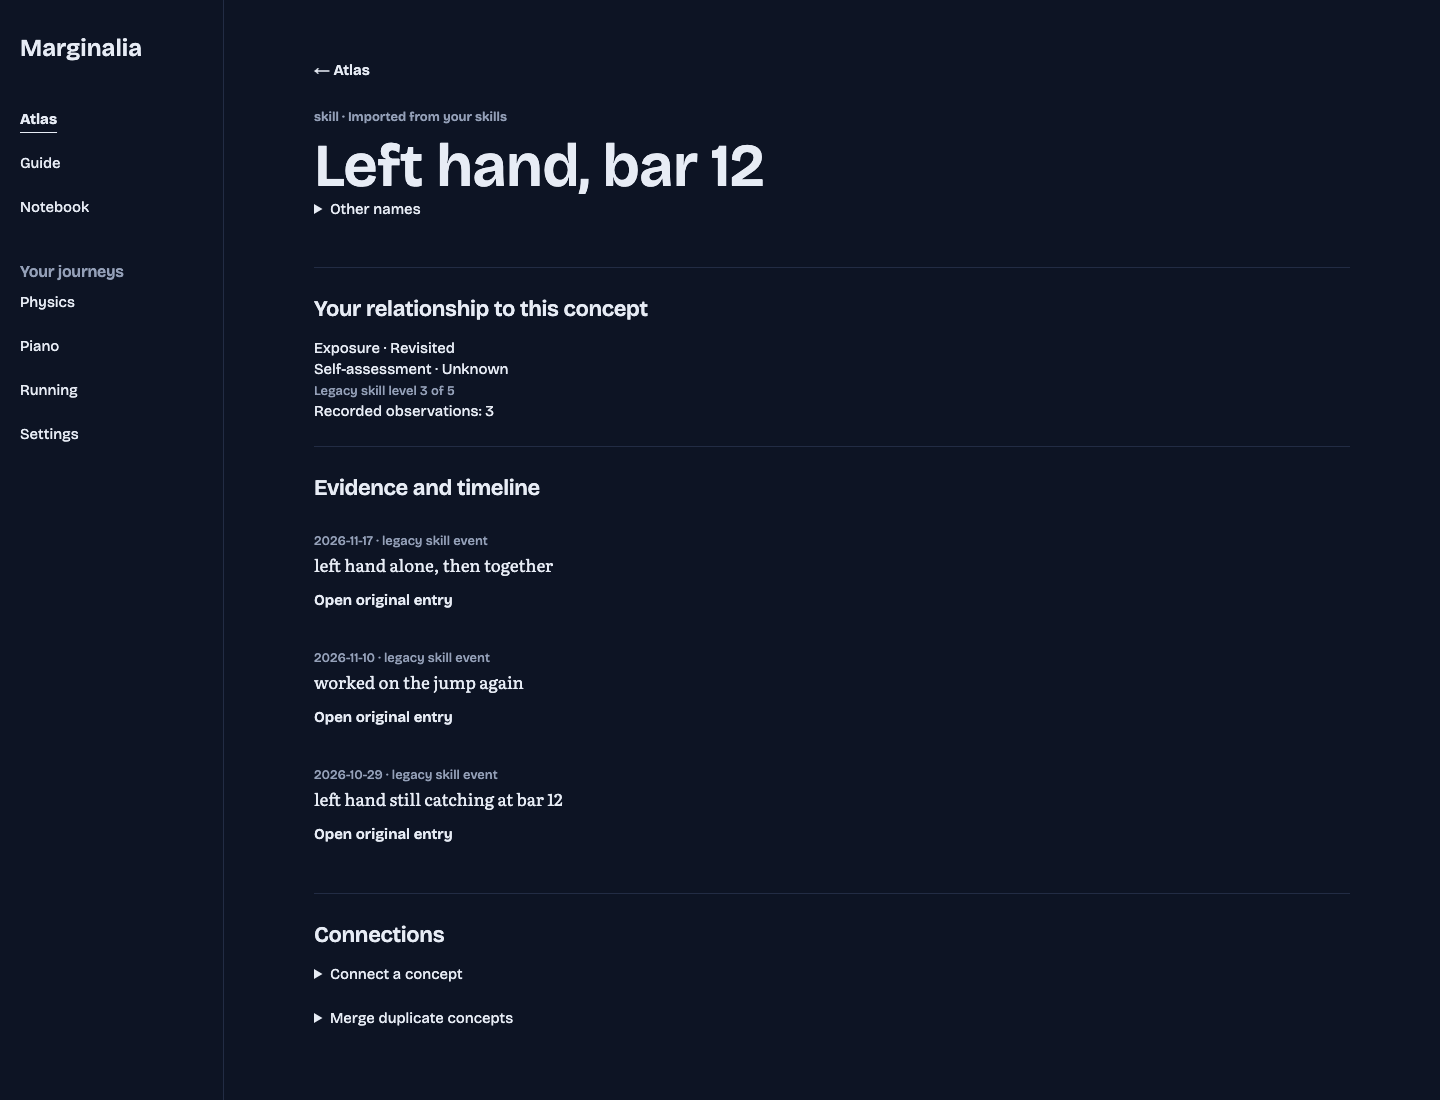 Marginalia
Atlas
Guide
Notebook
Your journeys
Physics
Piano
Running
Settings
← Atlas
skill · Imported from your skills
Left hand, bar 12
▶ Other names
Your relationship to this concept
Exposure · Revisited
Self-assessment · Unknown
Legacy skill level 3 of 5
Recorded observations: 3
Evidence and timeline
2026-11-17 · legacy skill event
left hand alone, then together
Open original entry
2026-11-10 · legacy skill event
worked on the jump again
Open original entry
2026-10-29 · legacy skill event
left hand still catching at bar 12
Open original entry
Connections
▶ Connect a concept
▶ Merge duplicate concepts